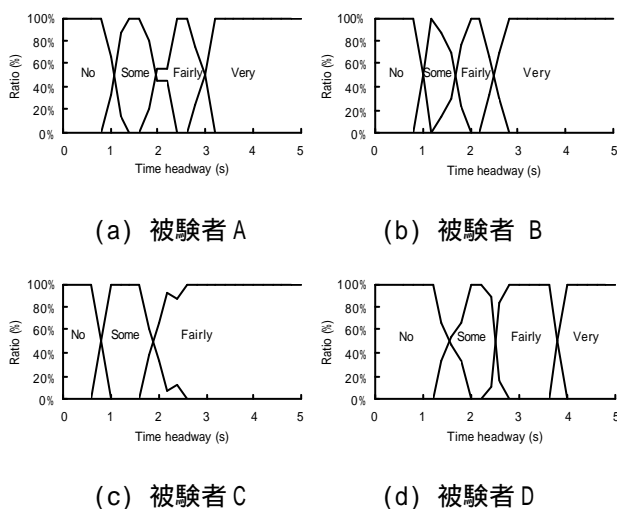 100%
80%
60%
40%
20%
0%
Ratio (%)
No
Some
Fairly
Very
0 1 2 3 4 5
Time headway (s)
(a) 被験者 A
100%
80%
60%
40%
20%
0%
Ratio (%)
No
Some
Fairly
Very
0 1 2 3 4 5
Time headway (s)
(b) 被験者 B
100%
80%
60%
40%
20%
0%
Ratio (%)
No
Some
Fairly
0 1 2 3 4 5
Time headway (s)
(c) 被験者 C
100%
80%
60%
40%
20%
0%
Ratio (%)
No
Some
Fairly
Very
0 1 2 3 4 5
Time headway (s)
(d) 被験者 D